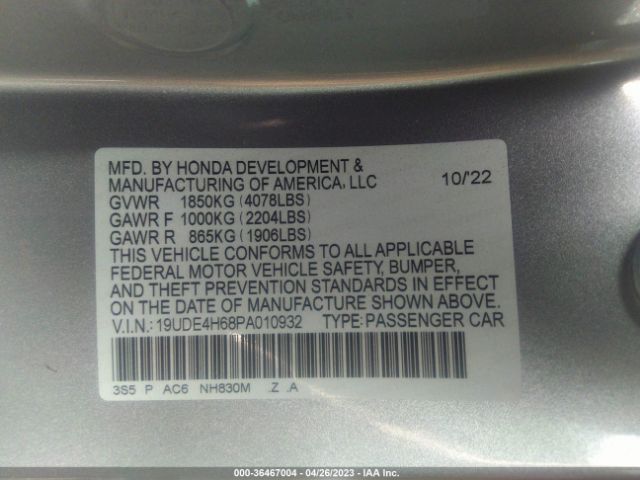 MFD. BY HONDA DEVELOPMENT &
MANUFACTURING OF AMERICA, LLC 10/'22
GVWR 1850KG (4078LBS)
GAWR F 1000KG (2204LBS)
GAWR R 865KG (1906LBS)
THIS VEHICLE CONFORMS TO ALL APPLICABLE
FEDERAL MOTOR VEHICLE SAFETY, BUMPER,
AND THEFT PREVENTION STANDARDS IN EFFECT
ON THE DATE OF MANUFACTURE SHOWN ABOVE.
V.I.N.: 19UDE4H68PA010932 TYPE: PASSENGER CAR
3S5 P AC6 NH830M .Z .A
000-36467004 | 04/26/2023 | IAA Inc.